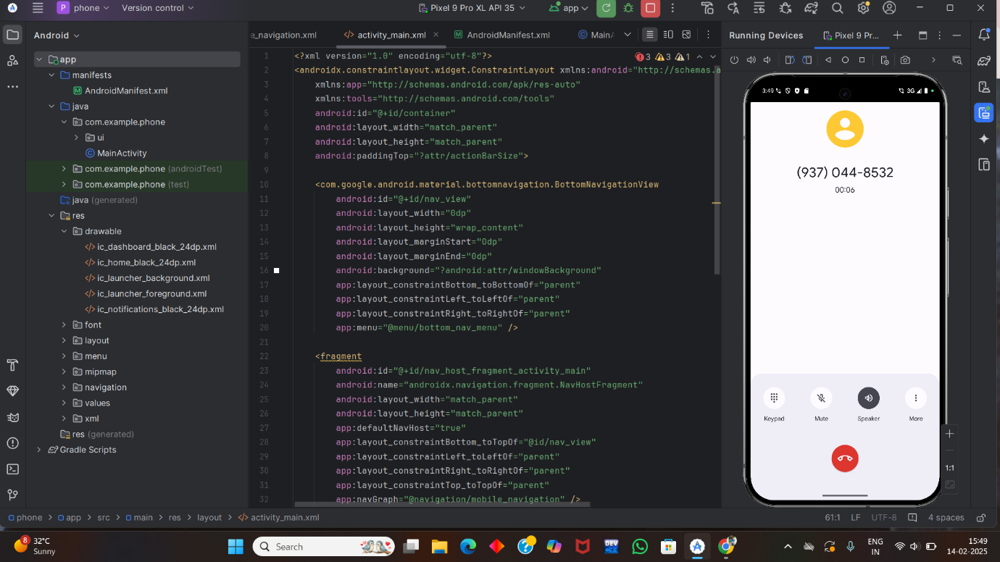 P phone
Version control
Pixel 9 Pro XL API 35
app
Android
app
manifests
AndroidManifest.xml
java
com.example.phone
ui
MainActivity
com.example.phone (androidTest)
com.example.phone (test)
java (generated)
res
drawable
ic_dashboard_black_24dp.xml
ic_home_black_24dp.xml
ic_launcher_background.xml
ic_launcher_foreground.xml
ic_notifications_black_24dp.xml
font
layout
menu
mipmap
navigation
values
xml
res (generated)
Gradle Scripts
e_navigation.xml
activity_main.xml
AndroidManifest.xml
MainA
3 3 1
1 <?xml version="1.0" encoding="utf-8"?>
2 <androidx.constraintlayout.widget.ConstraintLayout xmlns:android="http://schemas.a
3 xmlns:app="http://schemas.android.com/apk/res-auto"
4 xmlns:tools="http://schemas.android.com/tools"
5 android:id="@+id/container"
6 android:layout_width="match_parent"
7 android:layout_height="match_parent"
8 android:paddingTop="?attr/actionBarSize">
9
10 <com.google.android.material.bottomnavigation.BottomNavigationView
11 android:id="@+id/nav_view"
12 android:layout_width="0dp"
13 android:layout_height="wrap_content"
14 android:layout_marginStart="0dp"
15 android:layout_marginEnd="0dp"
16 android:background="?android:attr/windowBackground"
17 app:layout_constraintBottom_toBottomOf="parent"
18 app:layout_constraintLeft_toLeftOf="parent"
19 app:layout_constraintRight_toRightOf="parent"
20 app:menu="@menu/bottom_nav_menu" />
21
22 <fragment
23 android:id="@+id/nav_host_fragment_activity_main"
24 android:name="androidx.navigation.fragment.NavHostFragment"
25 android:layout_width="match_parent"
26 android:layout_height="match_parent"
27 app:defaultNavHost="true"
28 app:layout_constraintBottom_toTopOf="@id/nav_view"
29 app:layout_constraintLeft_toLeftOf="parent"
30 app:layout_constraintRight_toRightOf="parent"
31 app:layout_constraintTop_toTopOf="parent"
32 app:navGraph="@navigation/mobile_navigation" />
Running Devices
Pixel 9 Pr...
3:49
3G
(937) 044-8532
00:06
Keypad
Mute
Speaker
More
1:1
phone > app > src > main > res > layout > activity_main.xml
61:1 LF UTF-8 4 spaces
8
32°C
Sunny
Search
DEV
ENG
IN
15:49
14-02-2025